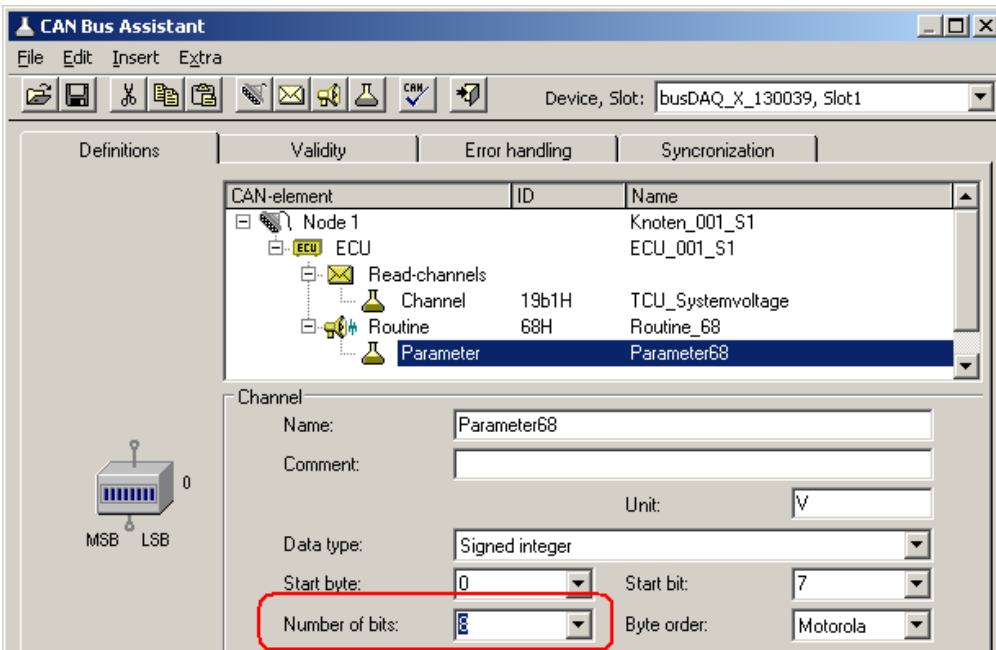 CAN Bus Assistant
File Edit Insert Extra
CAN Device, Slot: busDAQ_X_130039, Slot1
Definitions Validity Error handling Syncronization
CAN-element ID Name
Node 1 Knoten_001_S1
ECU ECU ECU_001_S1
Read-channels
Channel 19b1H TCU_Systemvoltage
Routine 68H Routine_68
Parameter Parameter68
Channel
Name: Parameter68
Comment:
0 Unit: V
MSB LSB Data type: Signed integer
Start byte: 0 Start bit: 7
Number of bits: 8 Byte order: Motorola